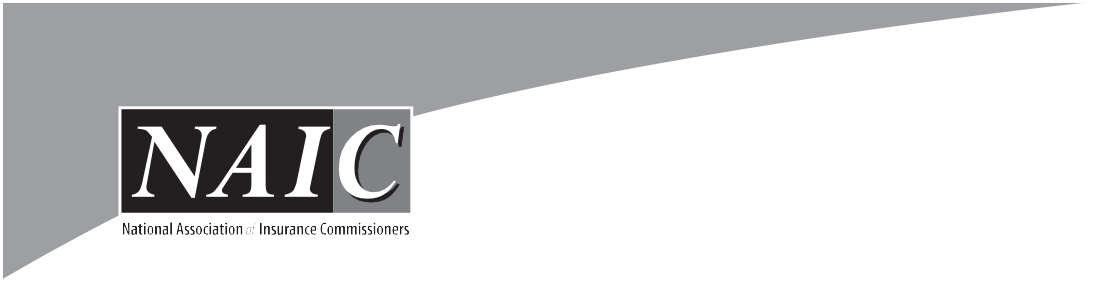 NAIC
National Association of Insurance Commissioners